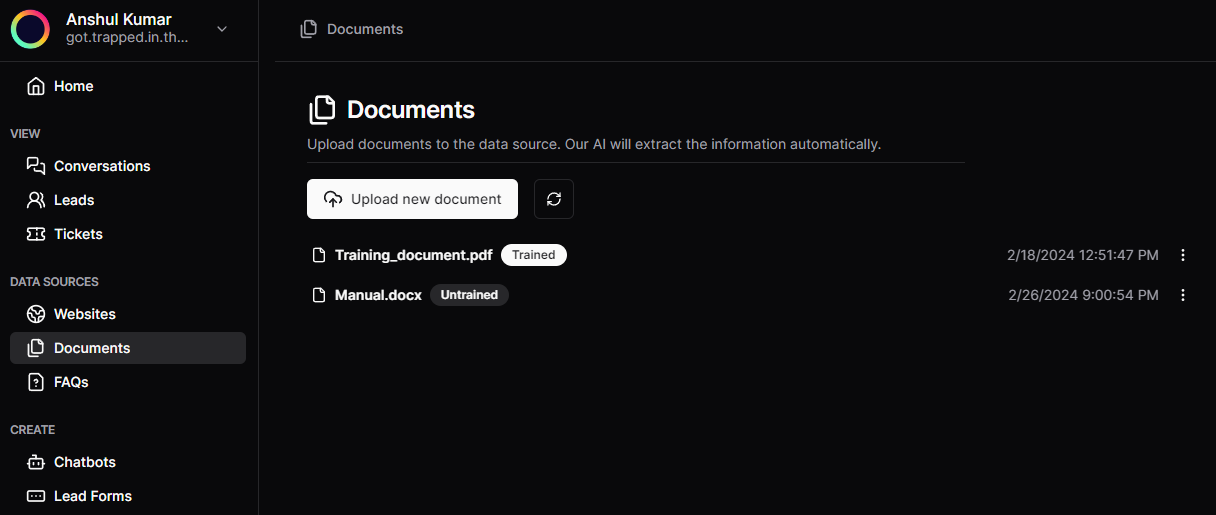 Anshul Kumar
got.trapped.in.th...
Home
VIEW
Conversations
Leads
Tickets
DATA SOURCES
Websites
Documents
FAQs
CREATE
Chatbots
Lead Forms
Documents
Documents
Upload documents to the data source. Our AI will extract the information automatically.
Upload new document
Training_document.pdf Trained 2/18/2024 12:51:47 PM
Manual.docx Untrained 2/26/2024 9:00:54 PM